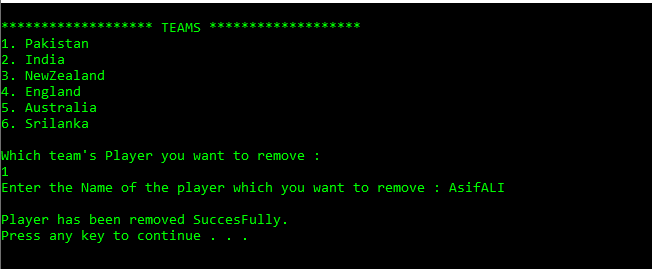 ******************* TEAMS *******************
1. Pakistan
2. India
3. NewZealand
4. England
5. Australia
6. Srilanka
Which team's Player you want to remove :
1
Enter the Name of the player which you want to remove : AsifALI
Player has been removed SuccesFully.
Press any key to continue . . .